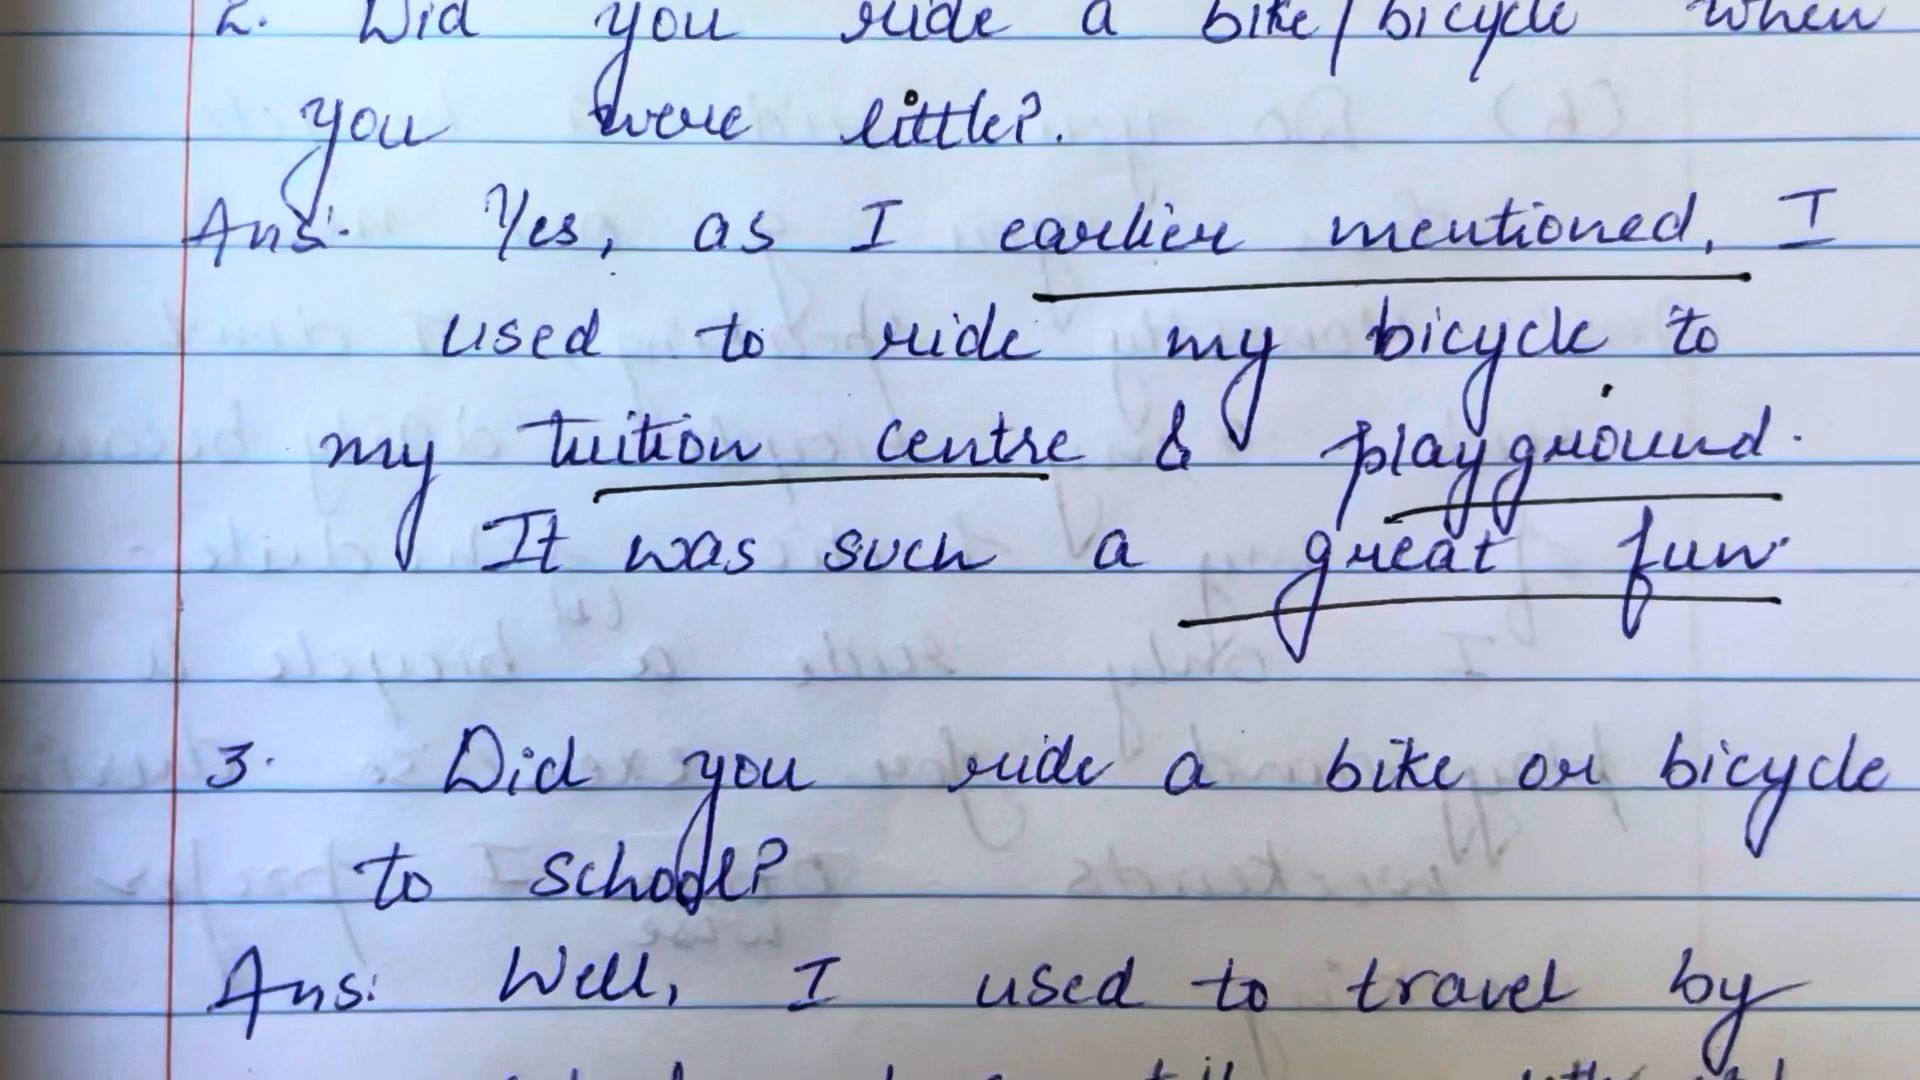 2. Did you ride a bike/bicycle when
you were little?.
Ans:- Yes, as I earlier mentioned, I
used to ride my bicycle to
my tuition centre & playground.
It was such a great fun.
3. Did you ride a bike or bicycle
to school?
Ans: Well, I used to travel by